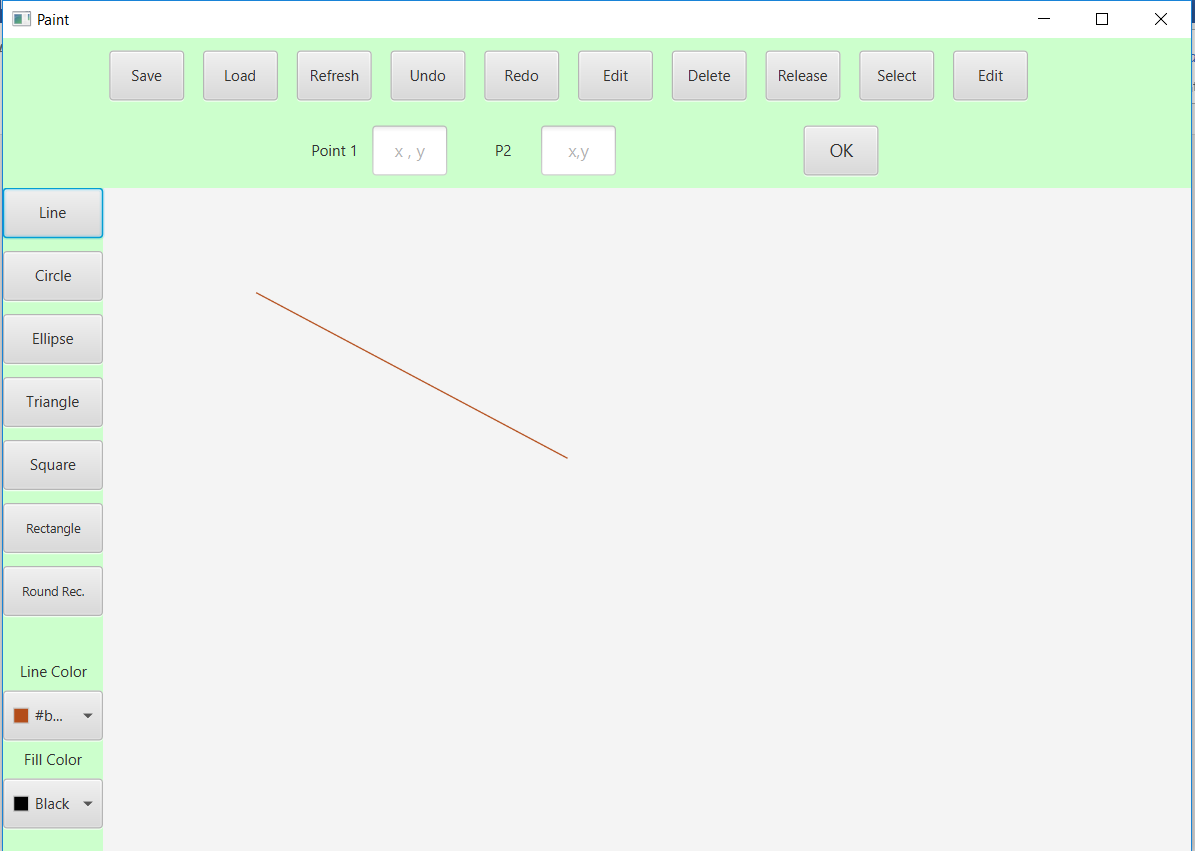 Paint
Save Load Refresh Undo Redo Edit Delete Release Select Edit
Point 1 x , y P2 x,y OK
Line
Circle
Ellipse
Triangle
Square
Rectangle
Round Rec.
Line Color
#b...
Fill Color
Black